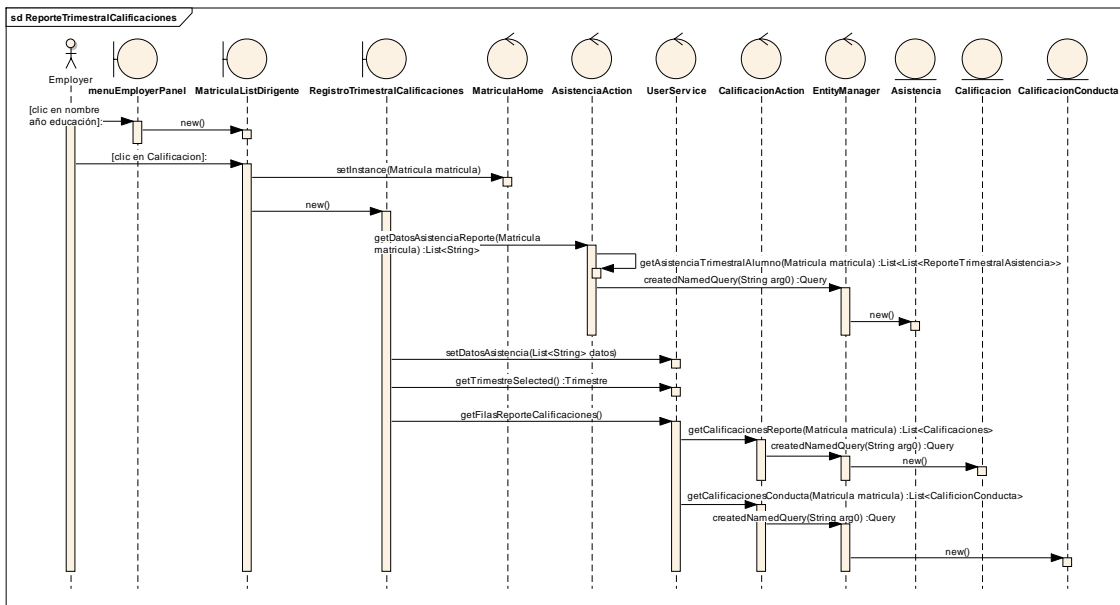 sd ReporteTrimestralCalificaciones
Employer
menuEmployerPanel
MatriculaListDirigente
RegistroTrimestralCalificaciones
MatriculaHome
AsistenciaAction
UserService
CalificacionAction
EntityManager
Asistencia
Calificacion
CalificacionConducta
[clic en nombre
año educación]:
new()
[clic en Calificacion]:
setInstance(Matricula matricula)
new()
getDatosAsistenciaReporte(Matricula
matricula) :List<String>
getAsistenciaTrimestralAlumno(Matricula matricula) :List<List<ReporteTrimestralAsistencia>>
createdNamedQuery(String arg0) :Query
new()
setDatosAsistencia(List<String> datos)
getTrimestreSelected() :Trimestre
getFilasReporteCalificaciones()
getCalificacionesReporte(Matricula matricula) :List<Calificaciones>
createdNamedQuery(String arg0) :Query
new()
getCalificacionesConducta(Matricula matricula) :List<CalificionConducta>
createdNamedQuery(String arg0) :Query
new()